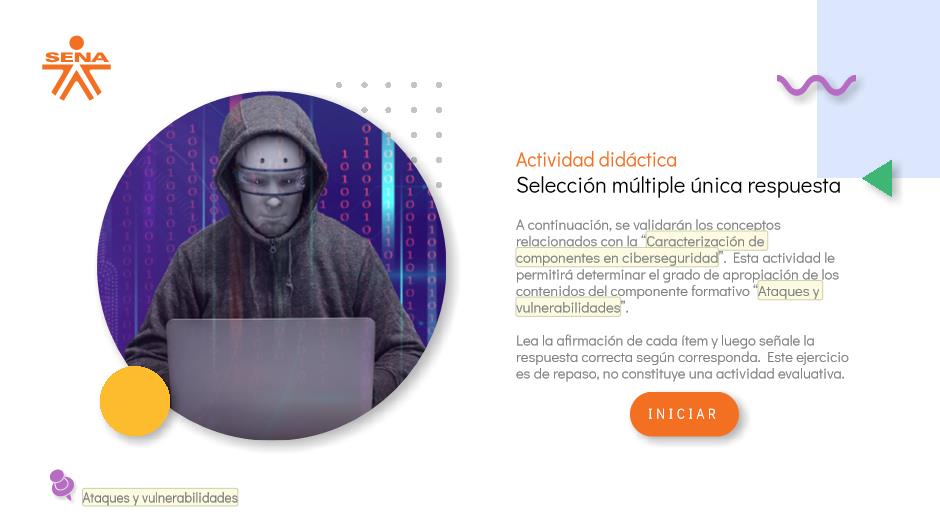 SENA
Actividad didáctica
Selección múltiple única respuesta
A continuación, se validarán los conceptos
relacionados con la “Caracterización de
componentes en ciberseguridad”. Esta actividad le
permitirá determinar el grado de apropiación de los
contenidos del componente formativo “Ataques y
vulnerabilidades”.
Lea la afirmación de cada ítem y luego señale la
respuesta correcta según corresponda. Este ejercicio
es de repaso, no constituye una actividad evaluativa.
INICIAR
Ataques y vulnerabilidades